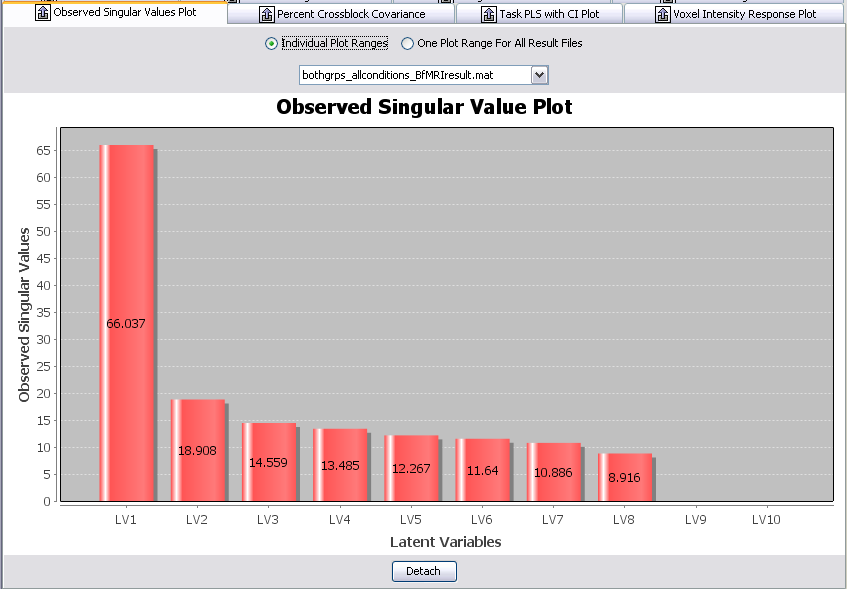 Observed Singular Values Plot
Percent Crossblock Covariance
Task PLS with CI Plot
Voxel Intensity Response Plot
Individual Plot Ranges
One Plot Range For All Result Files
bothgrps_allconditions_BfMRIresult.mat
Observed Singular Value Plot
Observed Singular Values
65
60
55
50
45
40
35
30
25
20
15
10
5
0
66.037
18.908
14.559
13.485
12.267
11.64
10.886
8.916
LV1 LV2 LV3 LV4 LV5 LV6 LV7 LV8 LV9 LV10
Latent Variables
Detach